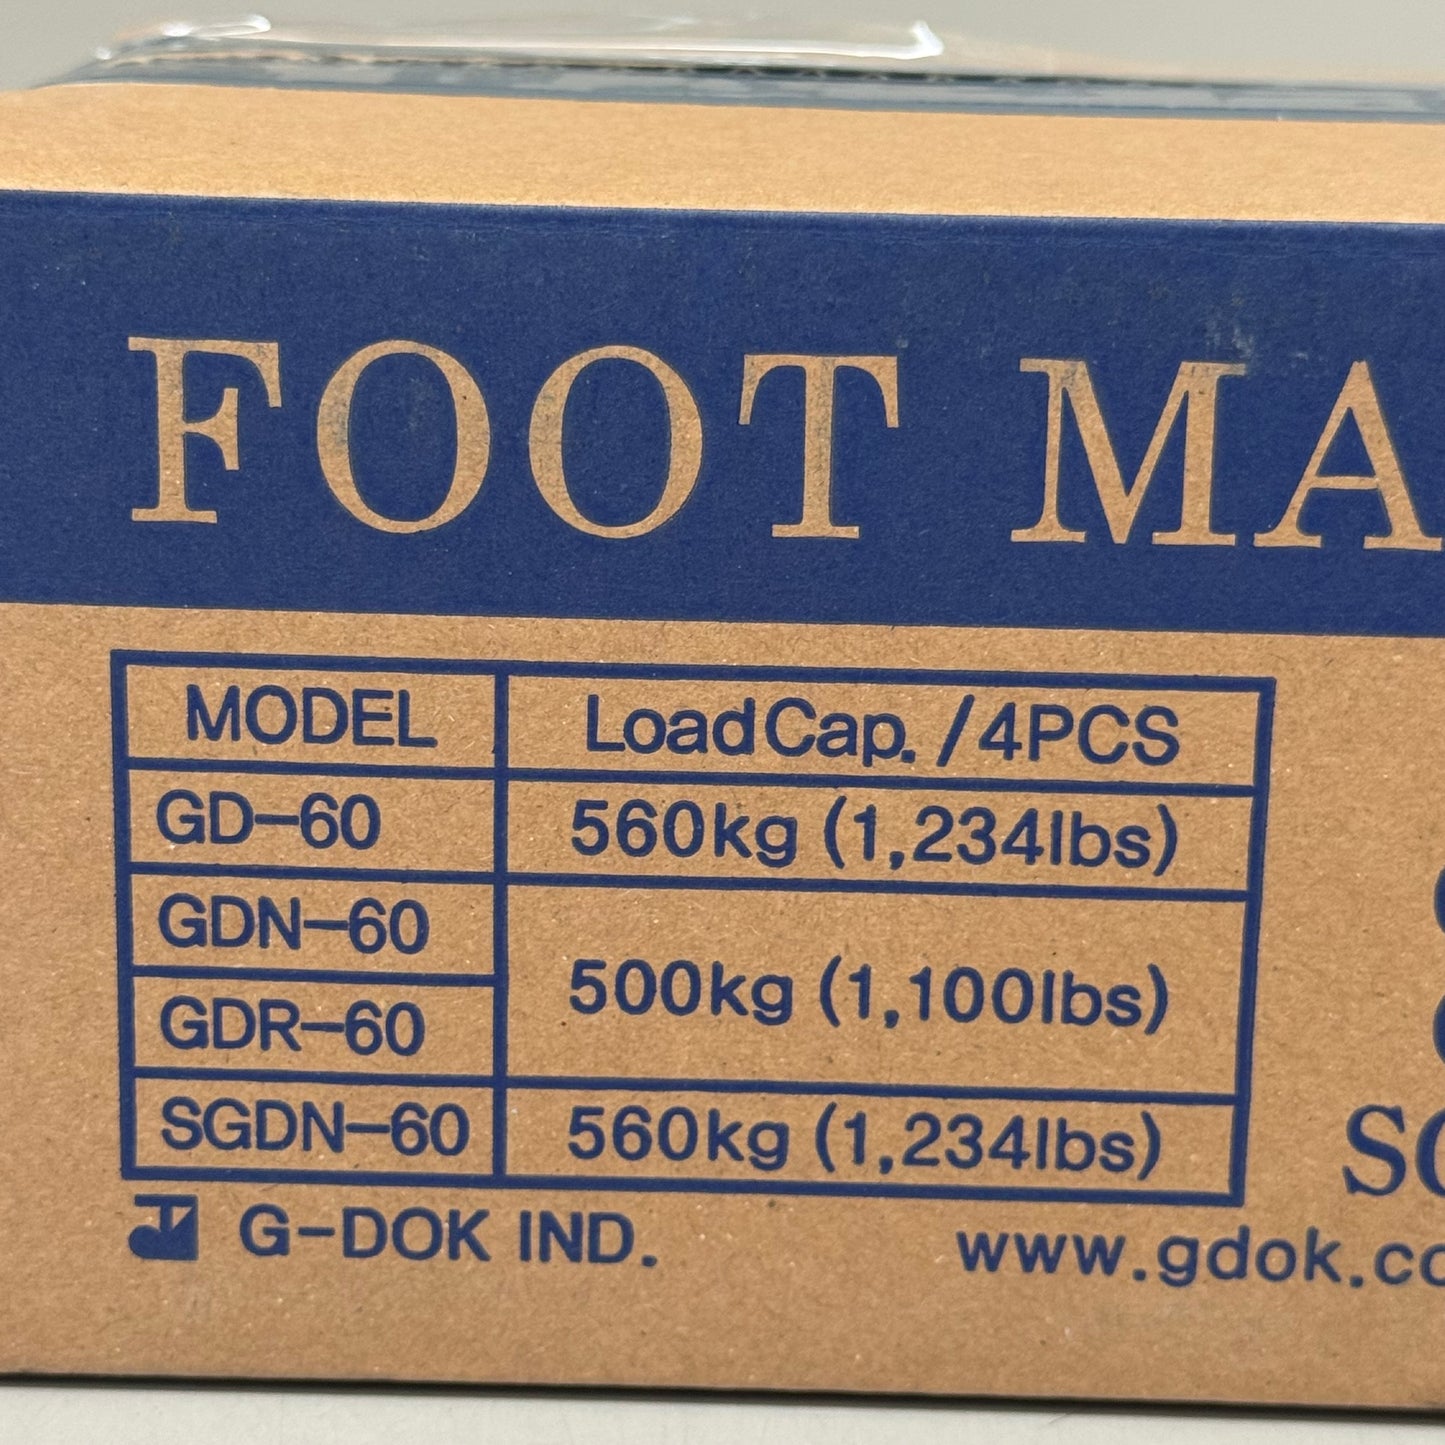 FOOT MA
MODEL LoadCap. /4PCS
GD-60 560kg (1,234lbs)
GDN-60 500kg (1,100lbs)
GDR-60
SGDN-60 560kg (1,234lbs)
G-DOK IND. www.gdok.co